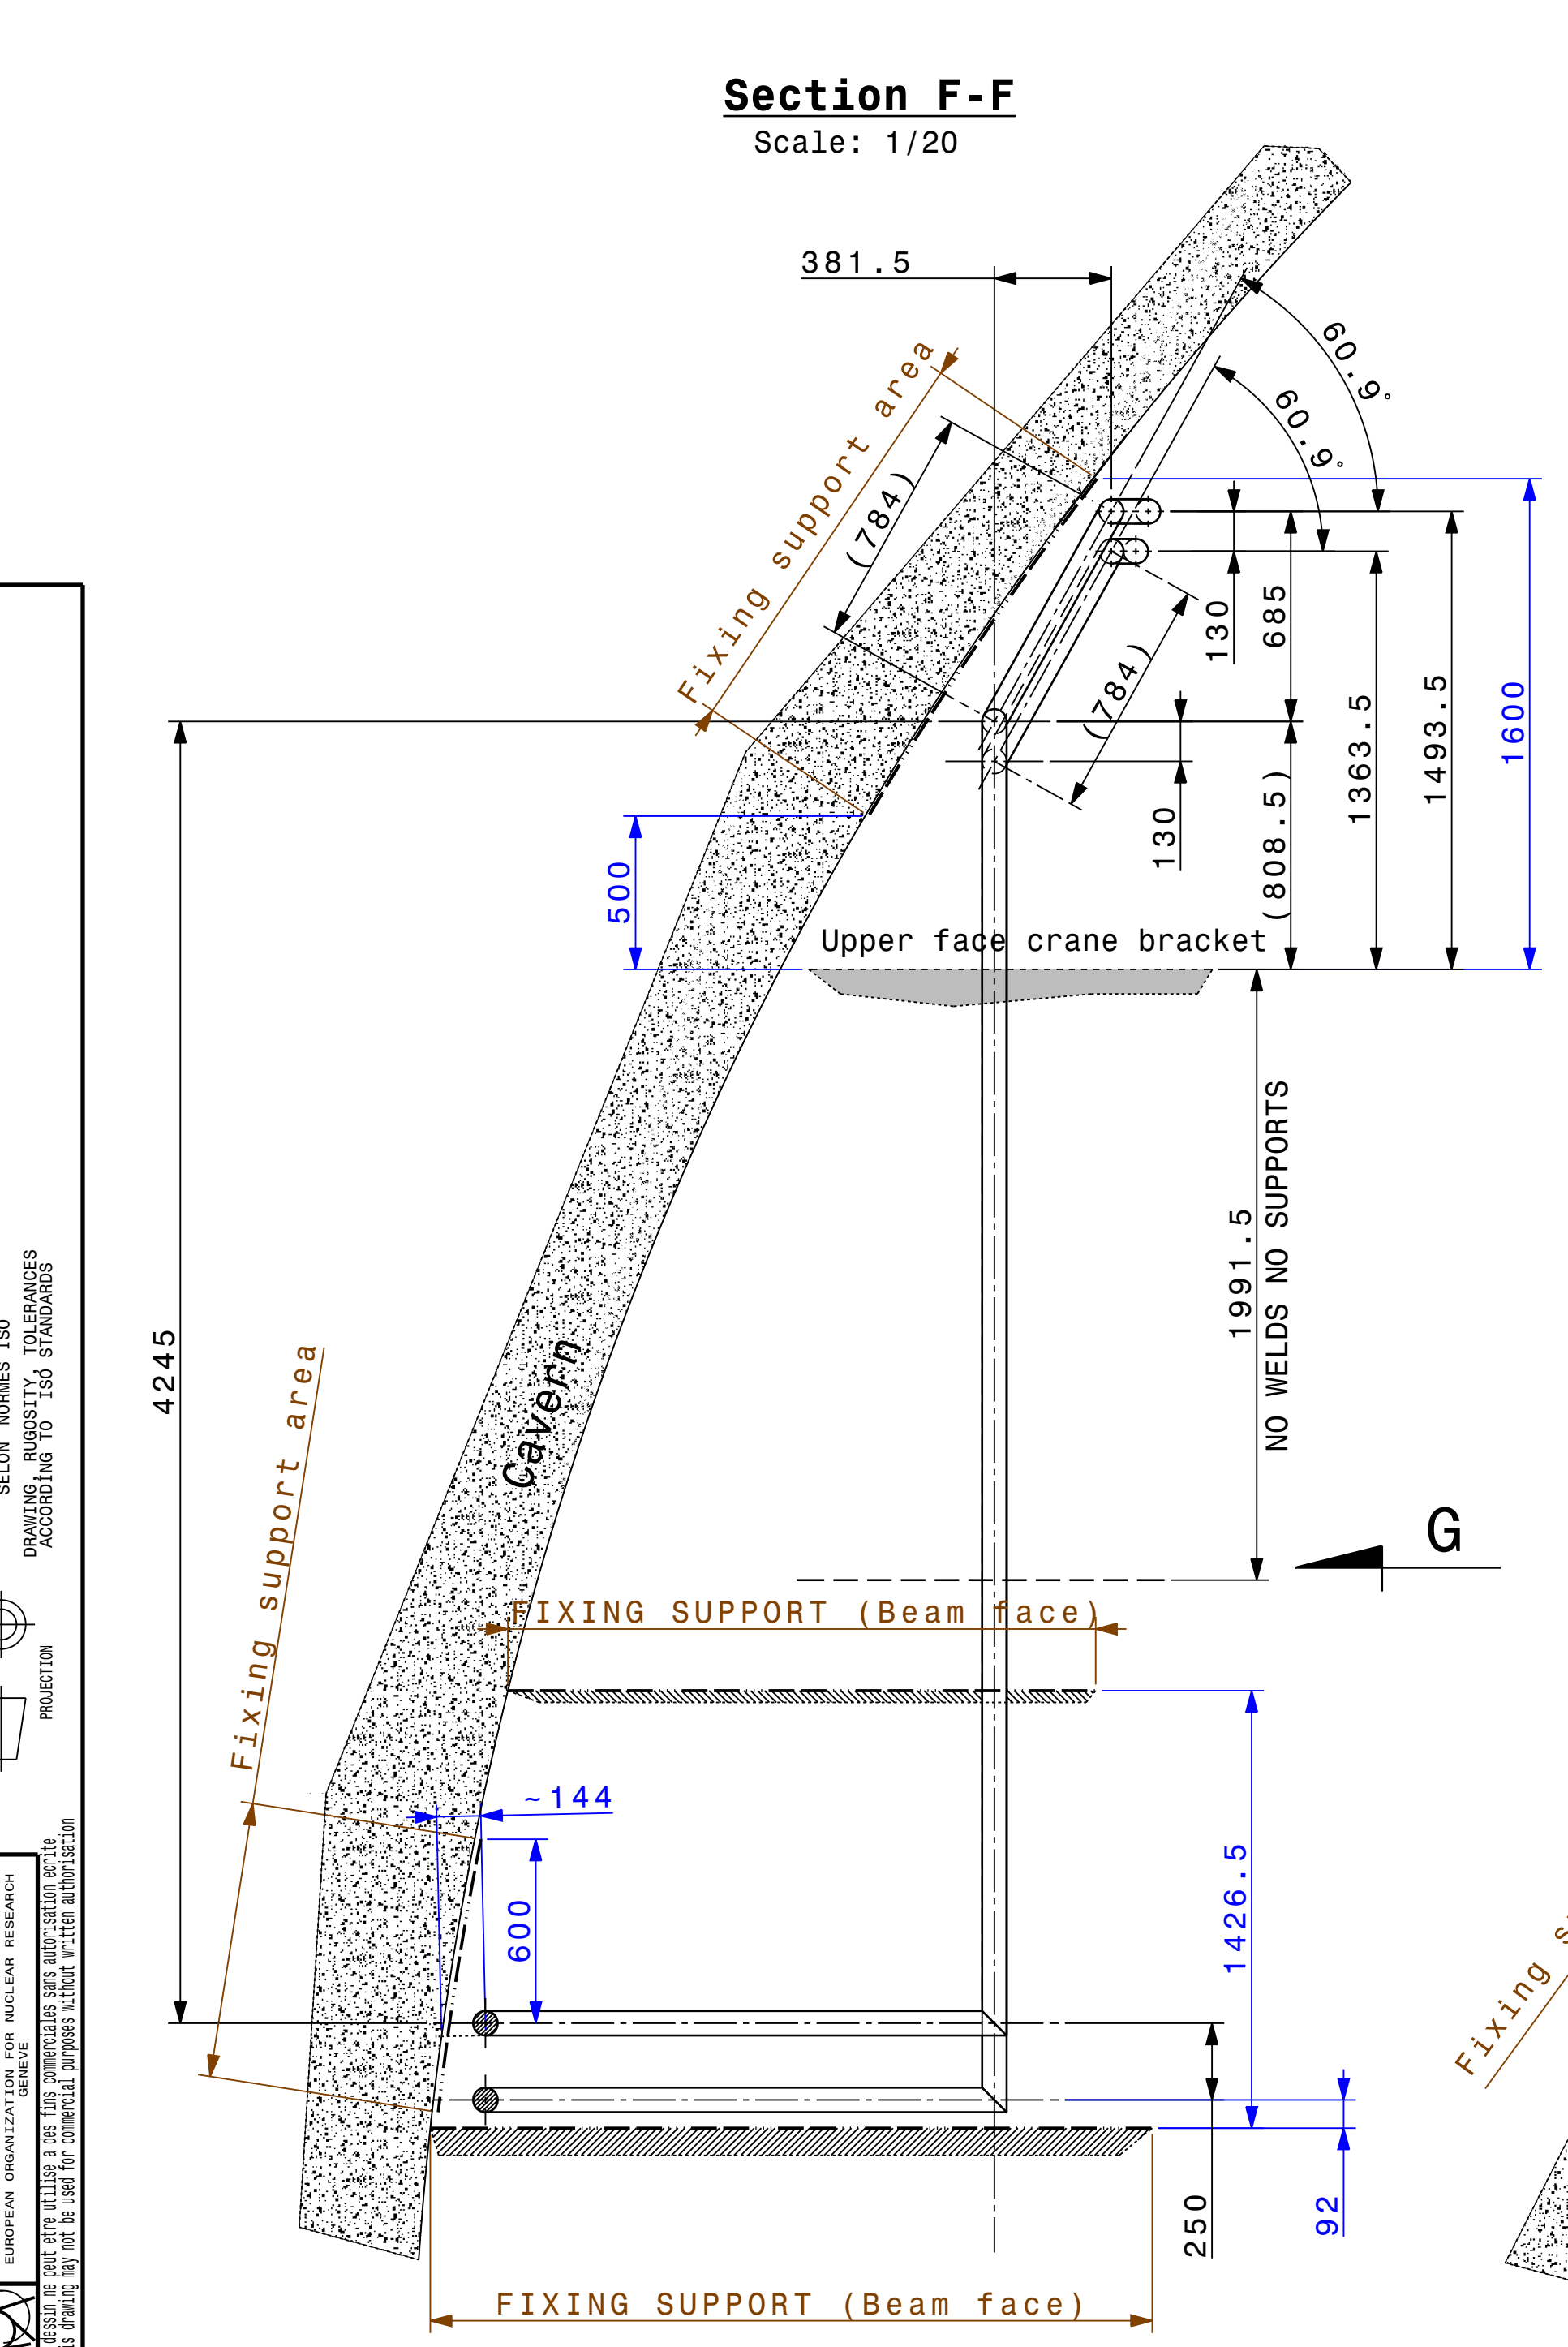 Section F-F
Scale: 1/20
381.5
60.9°
60.9°
Fixing support area
(784)
(784)
130
685
130
(808.5)
1363.5
1493.5
1600
500
Upper face crane bracket
4245
1991.5
NO WELDS NO SUPPORTS
Cavern
G
Fixing support area
FIXING SUPPORT (Beam face)
~144
600
1426.5
250
92
FIXING SUPPORT (Beam face)
Fixing
SELON NORMES ISO
DRAWING, RUGOSITY, TOLERANCES
ACCORDING TO ISO STANDARDS
PROJECTION
EUROPEAN ORGANIZATION FOR NUCLEAR RESEARCH
GENEVE
dessin ne peut etre utilise a des fins commerciales sans autorisation ecrite
is drawing may not be used for commercial purposes without written authorisation